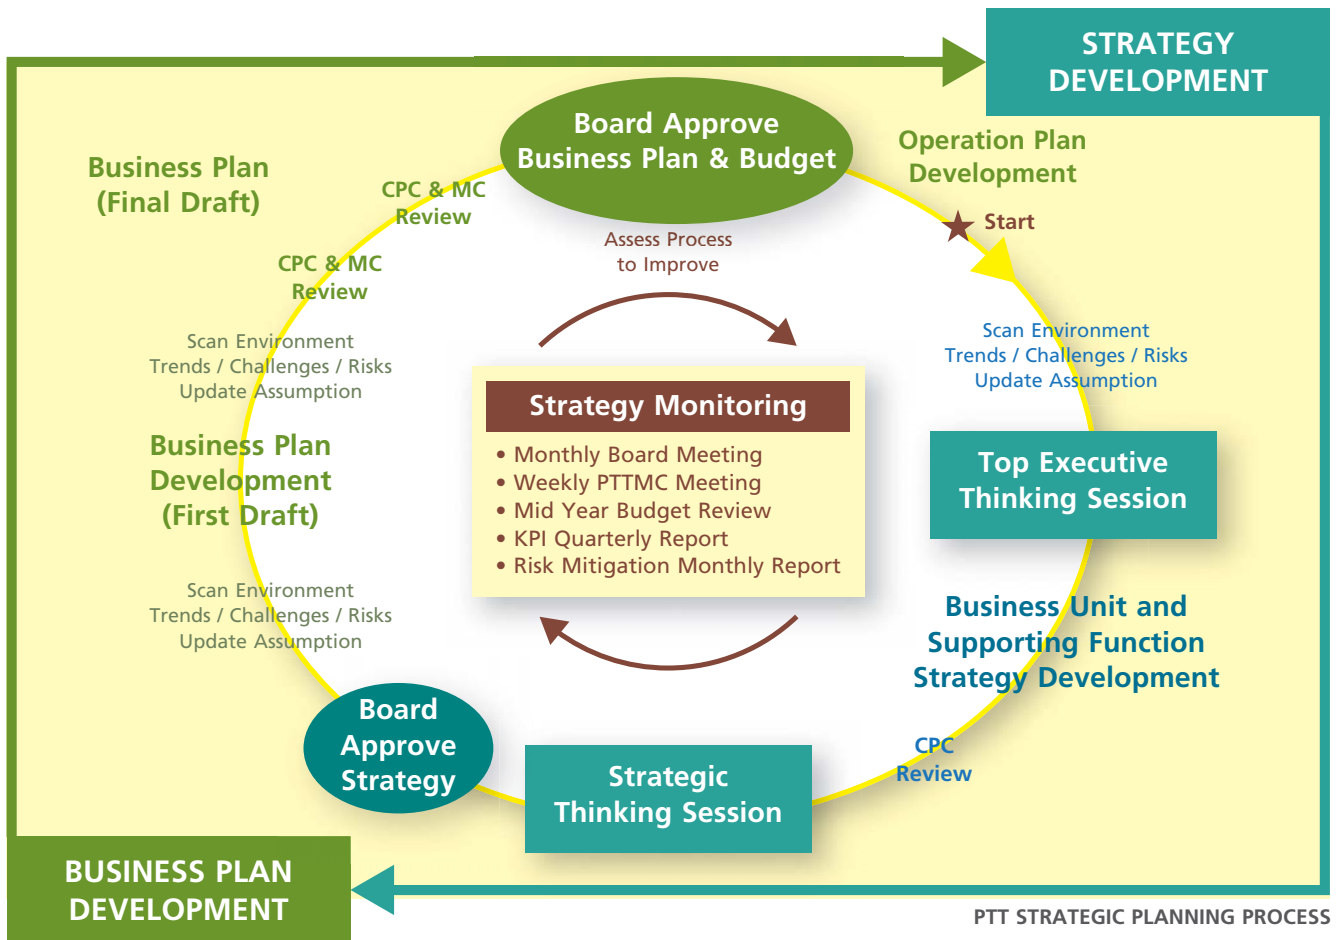 STRATEGY
DEVELOPMENT
Board Approve
Business Plan & Budget
Operation Plan
Development
Start
Business Plan
(Final Draft)
CPC & MC
Review
CPC & MC
Review
Assess Process
to Improve
Scan Environment
Trends / Challenges / Risks
Update Assumption
Scan Environment
Trends / Challenges / Risks
Update Assumption
Strategy Monitoring
• Monthly Board Meeting
• Weekly PTTMC Meeting
• Mid Year Budget Review
• KPI Quarterly Report
• Risk Mitigation Monthly Report
Top Executive
Thinking Session
Business Plan
Development
(First Draft)
Scan Environment
Trends / Challenges / Risks
Update Assumption
Business Unit and
Supporting Function
Strategy Development
CPC
Review
Board
Approve
Strategy
Strategic
Thinking Session
BUSINESS PLAN
DEVELOPMENT
PTT STRATEGIC PLANNING PROCESS